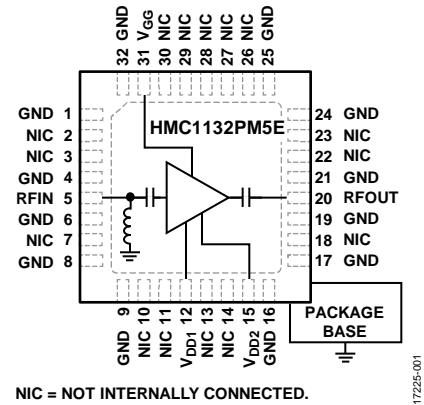 32 GND
31 VGG
30 NIC
29 NIC
28 NIC
27 NIC
26 NIC
25 GND
HMC1132PM5E
GND 1
NIC 2
NIC 3
GND 4
RFIN 5
GND 6
NIC 7
GND 8
24 GND
23 NIC
22 NIC
21 GND
20 RFOUT
19 GND
18 NIC
17 GND
GND 9
NIC 10
NIC 11
VDD1 12
NIC 13
NIC 14
VDD2 15
GND 16
PACKAGE
BASE
17225-001
NIC = NOT INTERNALLY CONNECTED.